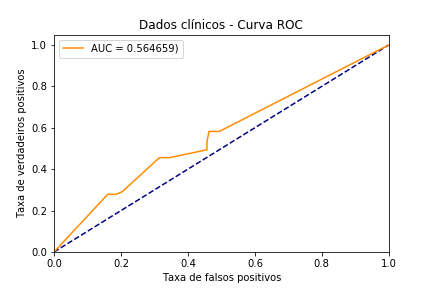 Dados clínicos - Curva ROC
AUC = 0.564659)
Taxa de verdadeiros positivos
1.0
0.8
0.6
0.4
0.2
0.0
0.0 0.2 0.4 0.6 0.8 1.0
Taxa de falsos positivos